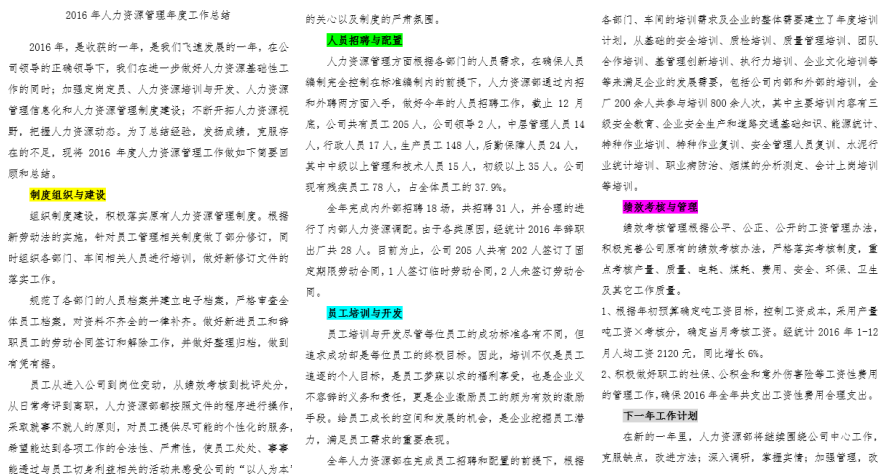 2016 年人力资源管理年度工作总结
2016 年，是收获的一年，是我们飞速发展的一年，在公
司领导的正确领导下，我们在进一步做好人力资源基础性工
作的同时；加强定岗定员、人力资源培训与开发、人力资源
管理信息化和人力资源管理制度建设；不断开拓人力资源视
野，把握人力资源动态。为了总结经验，发扬成绩，克服存
在的不足，现将 2016 年度人力资源管理工作做如下简要回
顾和总结。
制度组织与建设
组织制度建设，积极落实原有人力资源管理制度。根据
新劳动法的实施，针对员工管理相关制度做了部分修订，同
时组织各部门、车间相关人员进行培训，做好新修订文件的
落实工作。
规范了各部门的人员档案并建立电子档案，严格审查全
体员工档案，对资料不齐全的一律补齐。做好新进员工和辞
职员工的劳动合同签订和解除工作，并做好整理归档，做到
有凭有据。
员工从进入公司到岗位变动，从绩效考核到批评处分，
从日常考评到离职，人力资源部都按照文件的程序进行操作，
采取就事不就人的原则，对员工提供尽可能的个性化的服务，
希望能达到各项工作的合法性、严肃性，使员工处处、事事
能通过与员工切身利益相关的活动来感受公司的“以人为本”
的关心以及制度的严肃氛围。
人员招聘与配置
人力资源管理方面根据各部门的人员需求，在确保人员
编制完全控制在标准编制内的前提下，人力资源部通过内招
和外聘两方面入手，做好今年的人员招聘工作，截止 12 月
底，公司共有员工205人，公司领导2人，中层管理人员14
人，行政人员17人，生产员工148人，后勤保障人员24人，
其中中级以上管理和技术人员15人，初级以上35人。公司
现有残疾员工78人，占全体员工的37.9%。
全年完成内外部招聘18场，共招聘31人，并合理的进
行了内部人力资源调配。由于各类原因，经统计2016年辞职
出厂共 28 人。目前为止，公司 205 人共有 202 人签订了固
定期限劳动合同，1人签订临时劳动合同，2人未签订劳动合
同。
员工培训与开发
员工培训与开发尽管每位员工的成功标准各有不同，但
追求成功却是每位员工的终极目标。因此，培训不仅是员工
追逐的个人目标，是员工梦寐以求的福利享受，也是企业义
不容辞的义务和责任，更是企业激励员工的颇为有效的激励
手段。给员工成长的空间和发展的机会，是企业挖掘员工潜
力，满足员工需求的重要表现。
全年人力资源部在完成员工招聘和配置的前提下，根据
各部门、车间的培训需求及企业的整体需要建立了年度培训
计划，从基础的安全培训、质检培训、质量管理培训、团队
合作培训、基管理创新培训、执行力培训、企业文化培训等
等来满足企业的发展需要，包括公司内部和外部的培训，全
厂200余人共参与培训800余人次，其中主要培训内容有三
级安全教育、企业安全生产和道路交通基础知识、能源统计、
特种作业培训、特种作业复训、安全管理人员复训、水泥行
业统计培训、职业病防治、烟煤的分析测定、会计上岗培训
等培训。
绩效考核与管理
绩效考核管理根据公平、公正、公开的工资管理办法，
积极完善公司原有的绩效考核办法，严格落实考核制度，重
点考核产量、质量、电耗、煤耗、费用、安全、环保、卫生
及其它工作质量。
1、根据年初预算确定吨工资目标，控制工资成本，采用产量
吨工资×考核分，确定当月考核工资。经统计 2016 年 1-12
月人均工资2120元，同比增长6%。
2、积极做好职工的社保、公积金和意外伤害险等工资性费用
的管理工作，确保2016年全年共支出工资性费用合理支出。
下一年工作计划
在新的一年里，人力资源部将继续围绕公司中心工作，
克服缺点，改进方法；深入调研，掌握实情；加强管理，改